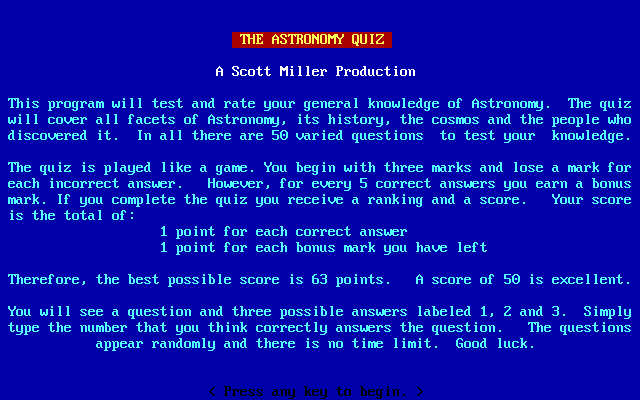 THE ASTRONOMY QUIZ
A Scott Miller Production
This program will test and rate your general knowledge of Astronomy.  The quiz
will cover all facets of Astronomy, its history, the cosmos and the people who
discovered it.  In all there are 50 varied questions  to test your  knowledge.
The quiz is played like a game. You begin with three marks and lose a mark for
each incorrect answer.   However, for every 5 correct answers you earn a bonus
mark. If you complete the quiz you receive a ranking and a score.   Your score
is the total of:
1 point for each correct answer
1 point for each bonus mark you have left
Therefore, the best possible score is 63 points.   A score of 50 is excellent.
You will see a question and three possible answers labeled 1, 2 and 3.  Simply
type the number that you think correctly answers the question.   The questions
appear randomly and there is no time limit.  Good luck.
< Press any key to begin. >